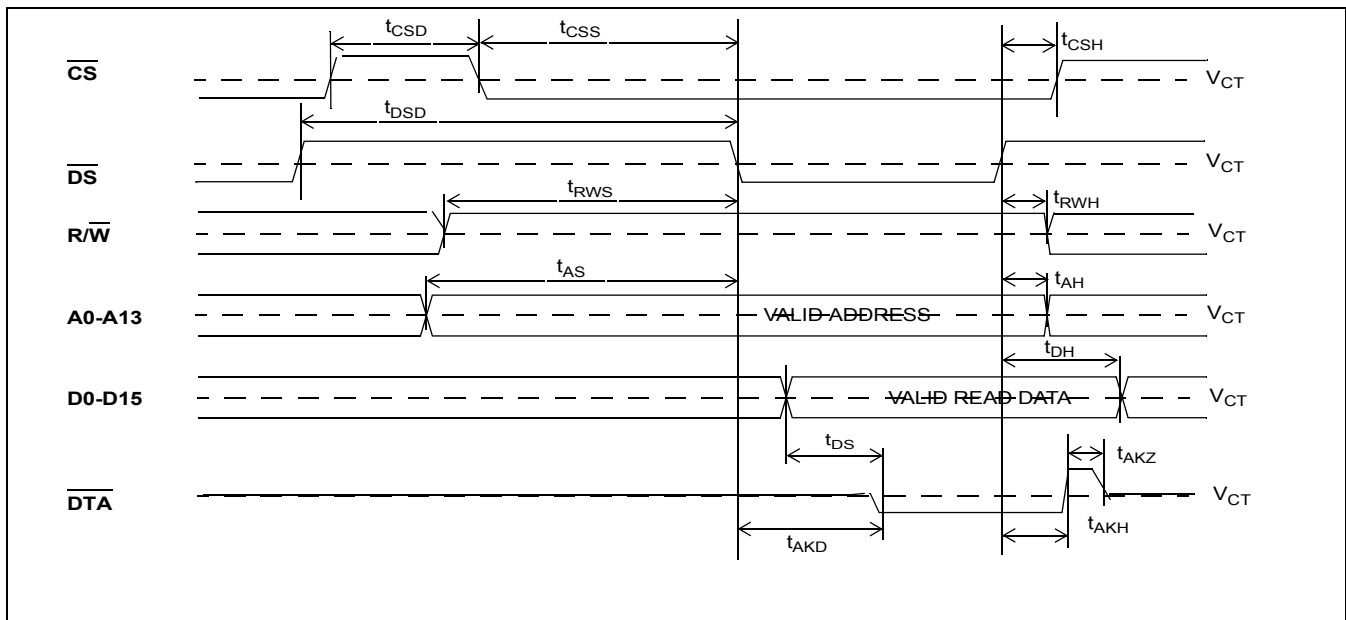 tCSD
tCSS
tCSH
CS
VCT
tDSD
DS
VCT
tRWS
tRWH
R/W
VCT
tAS
tAH
A0-A13
VALID ADDRESS
VCT
tDH
D0-D15
VALID READ DATA
VCT
tDS
tAKZ
DTA
VCT
tAKD
tAKH